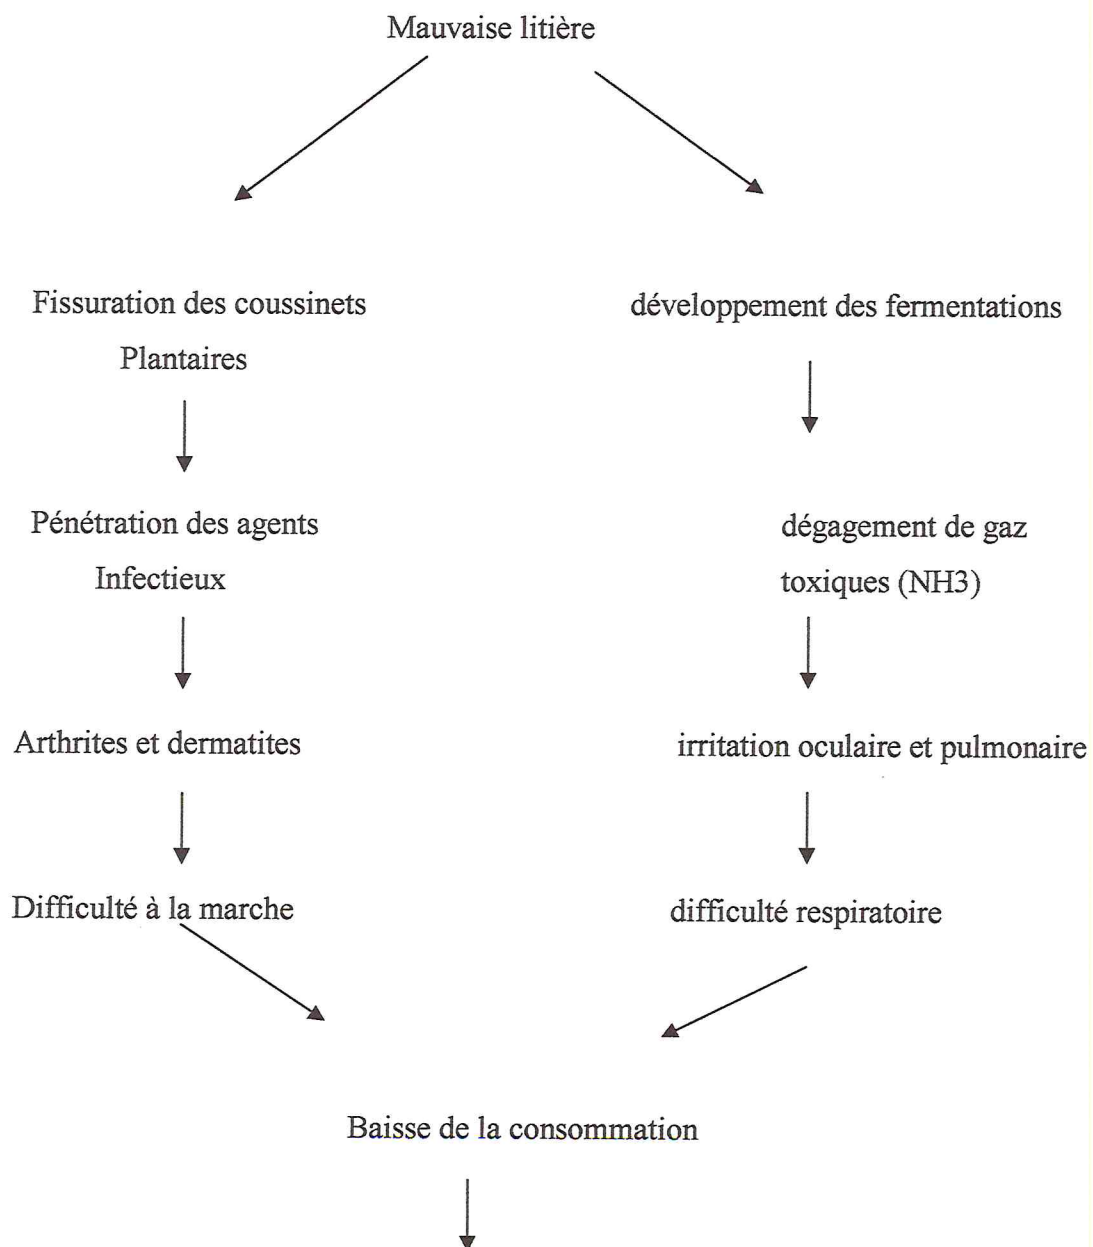 Mauvaise litière
Fissuration des coussinets
Plantaires
développement des fermentations
Pénétration des agents
Infectieux
dégagement de gaz
toxiques (NH3)
Arthrites et dermatites
irritation oculaire et pulmonaire
Difficulté à la marche
difficulté respiratoire
Baisse de la consommation